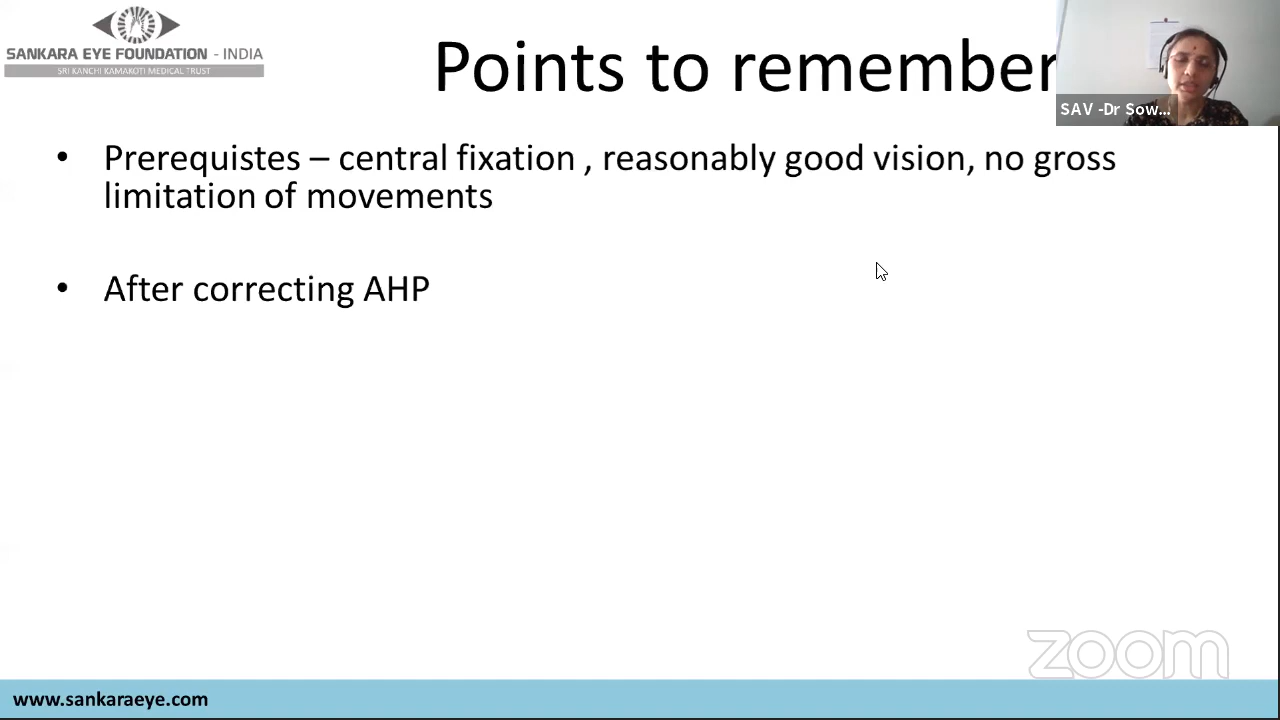 SANKARA EYE FOUNDATION - INDIA
SRI KANCHI KAMAKOTI MEDICAL TRUST
Points to remember
SAV -Dr Sow...
• Prerequistes – central fixation , reasonably good vision, no gross
limitation of movements
• After correcting AHP
zoom
www.sankaraeye.com